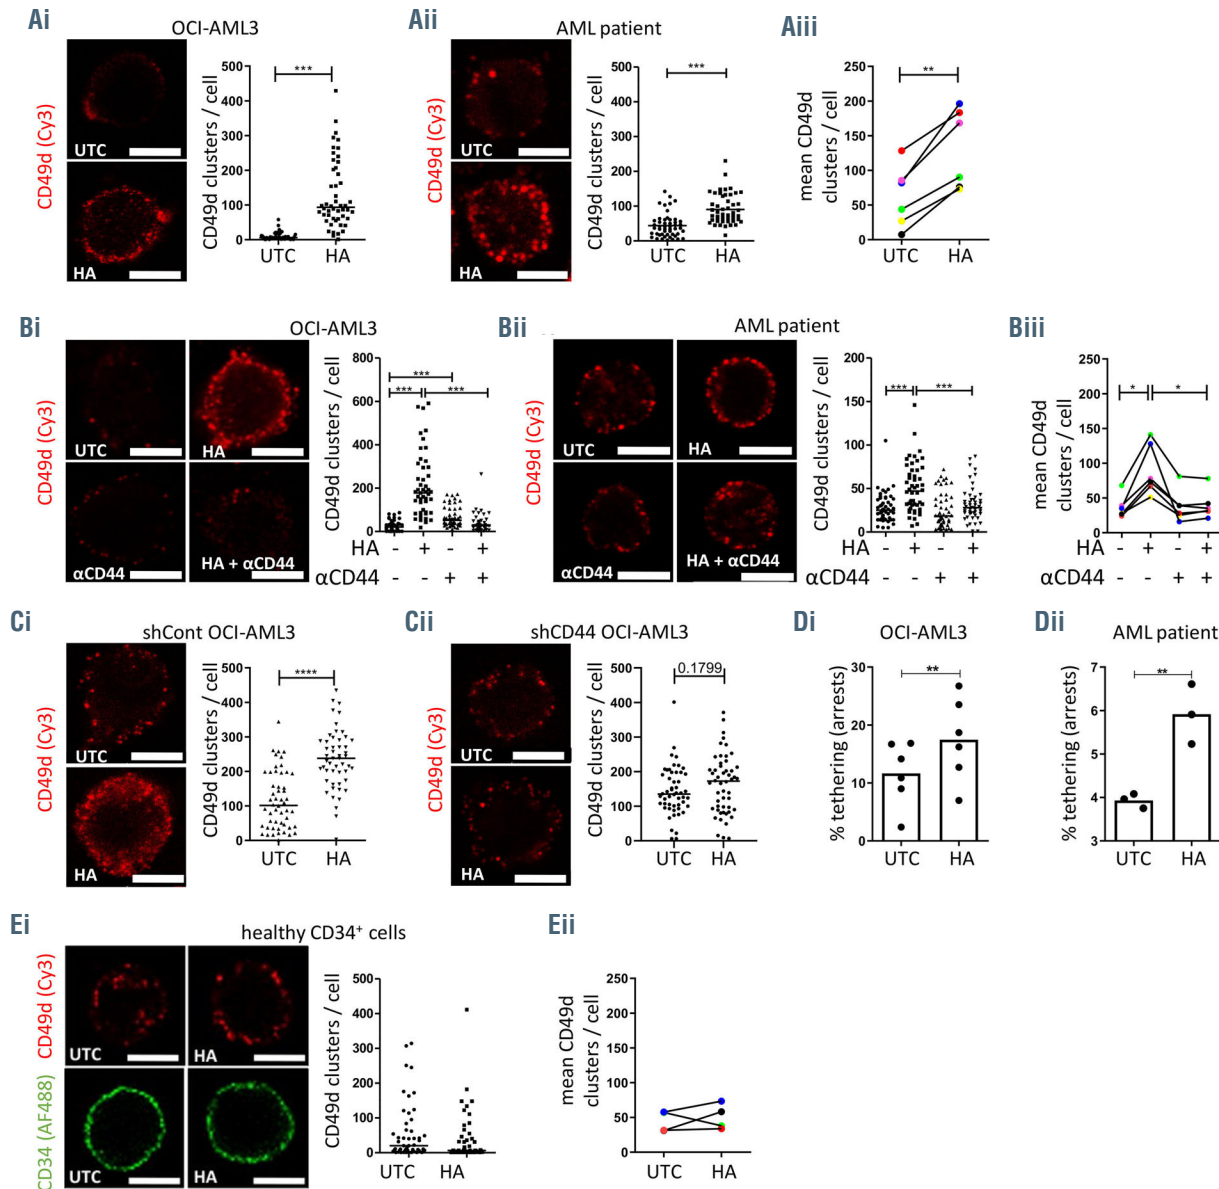 Ai
OCI-AML3
Aii
AML patient
Aiii
CD49d (Cy3)
UTC
HA
CD49d clusters / cell
500
400
300
200
100
0
***
UTC
HA
CD49d (Cy3)
UTC
HA
CD49d clusters / cell
500
400
300
200
100
0
***
UTC
HA
mean CD49d
clusters / cell
250
200
150
100
50
0
**
UTC
HA
Bi
OCI-AML3
Bii
AML patient
Biii
CD49d (Cy3)
UTC
HA
αCD44
HA + αCD44
CD49d clusters / cell
800
600
400
200
0
***
***
***
HA
- + - +
αCD44
- - + +
CD49d (Cy3)
UTC
HA
αCD44
HA + αCD44
CD49d clusters / cell
200
150
100
50
0
***
***
HA
- + - +
αCD44
- - + +
mean CD49d
clusters / cell
250
200
150
100
50
0
*
*
HA
- + - +
αCD44
- - + +
Ci
shCont OCI-AML3
Cii
shCD44 OCI-AML3
Di
OCI-AML3
Dii
AML patient
CD49d (Cy3)
UTC
HA
CD49d clusters / cell
500
400
300
200
100
0
****
UTC
HA
CD49d (Cy3)
UTC
HA
CD49d clusters / cell
500
400
300
200
100
0
0.1799
UTC
HA
% tethering (arrests)
30
20
10
0
**
UTC
HA
% tethering (arrests)
7
6
5
4
3
**
UTC
HA
Ei
healthy CD34⁺ cells
Eii
CD49d (Cy3)
CD34 (AF488)
UTC
HA
UTC
HA
CD49d clusters / cell
500
400
300
200
100
0
UTC
HA
mean CD49d
clusters / cell
250
200
150
100
50
0
UTC
HA